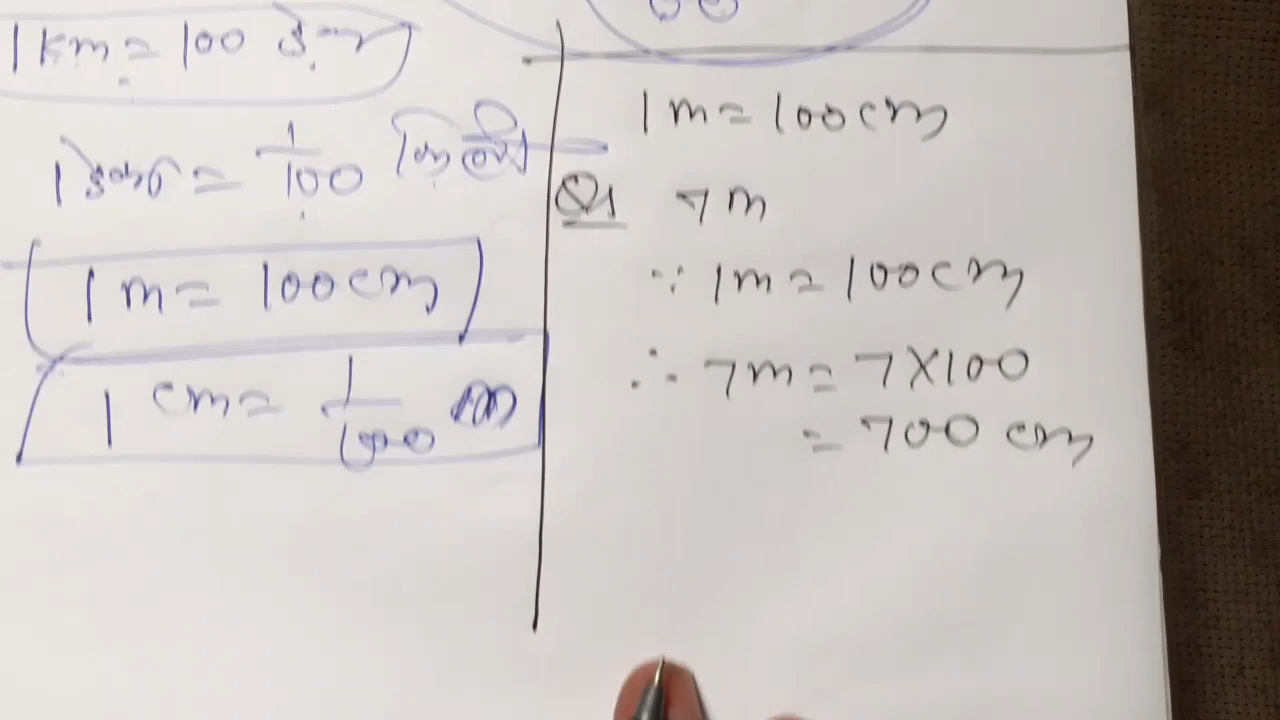 1 km = 100
= 1/100
1 m = 100 cm
1 cm = 1/100 m
1 m = 100 cm
Q1 7 m
∵ 1 m = 100 cm
∴ 7 m = 7 × 100
= 700 cm